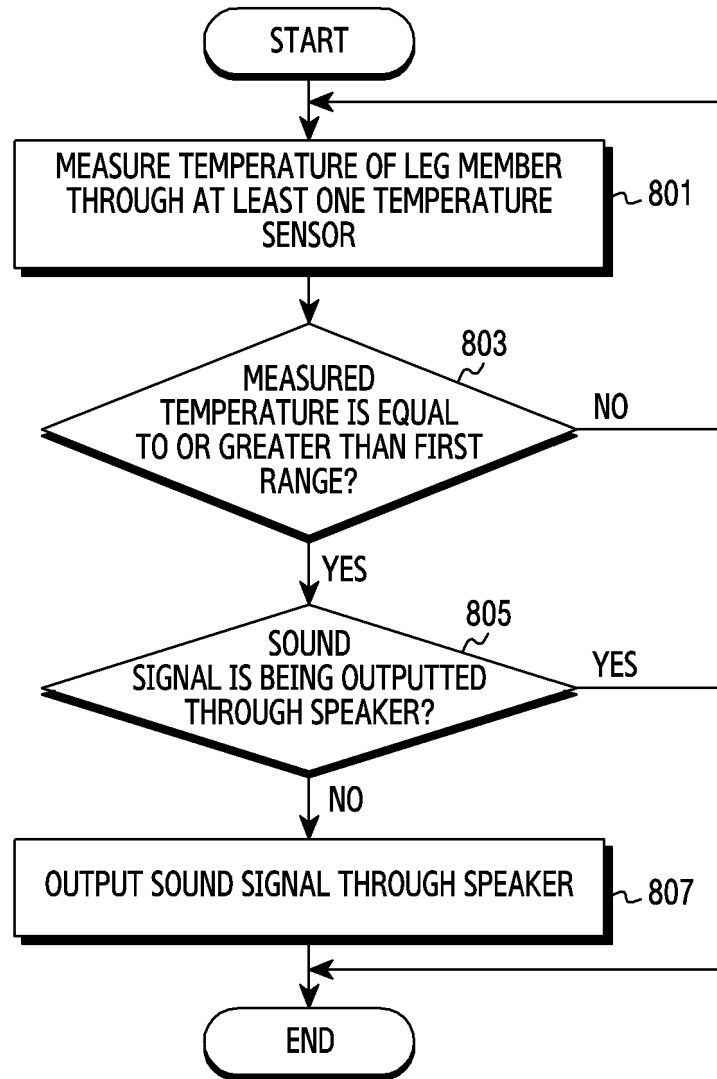 START
MEASURE TEMPERATURE OF LEG MEMBER
THROUGH AT LEAST ONE TEMPERATURE
SENSOR
801
803
MEASURED
TEMPERATURE IS EQUAL
TO OR GREATER THAN FIRST
RANGE?
NO
YES
805
SOUND
SIGNAL IS BEING OUTPUTTED
THROUGH SPEAKER?
YES
NO
OUTPUT SOUND SIGNAL THROUGH SPEAKER
807
END